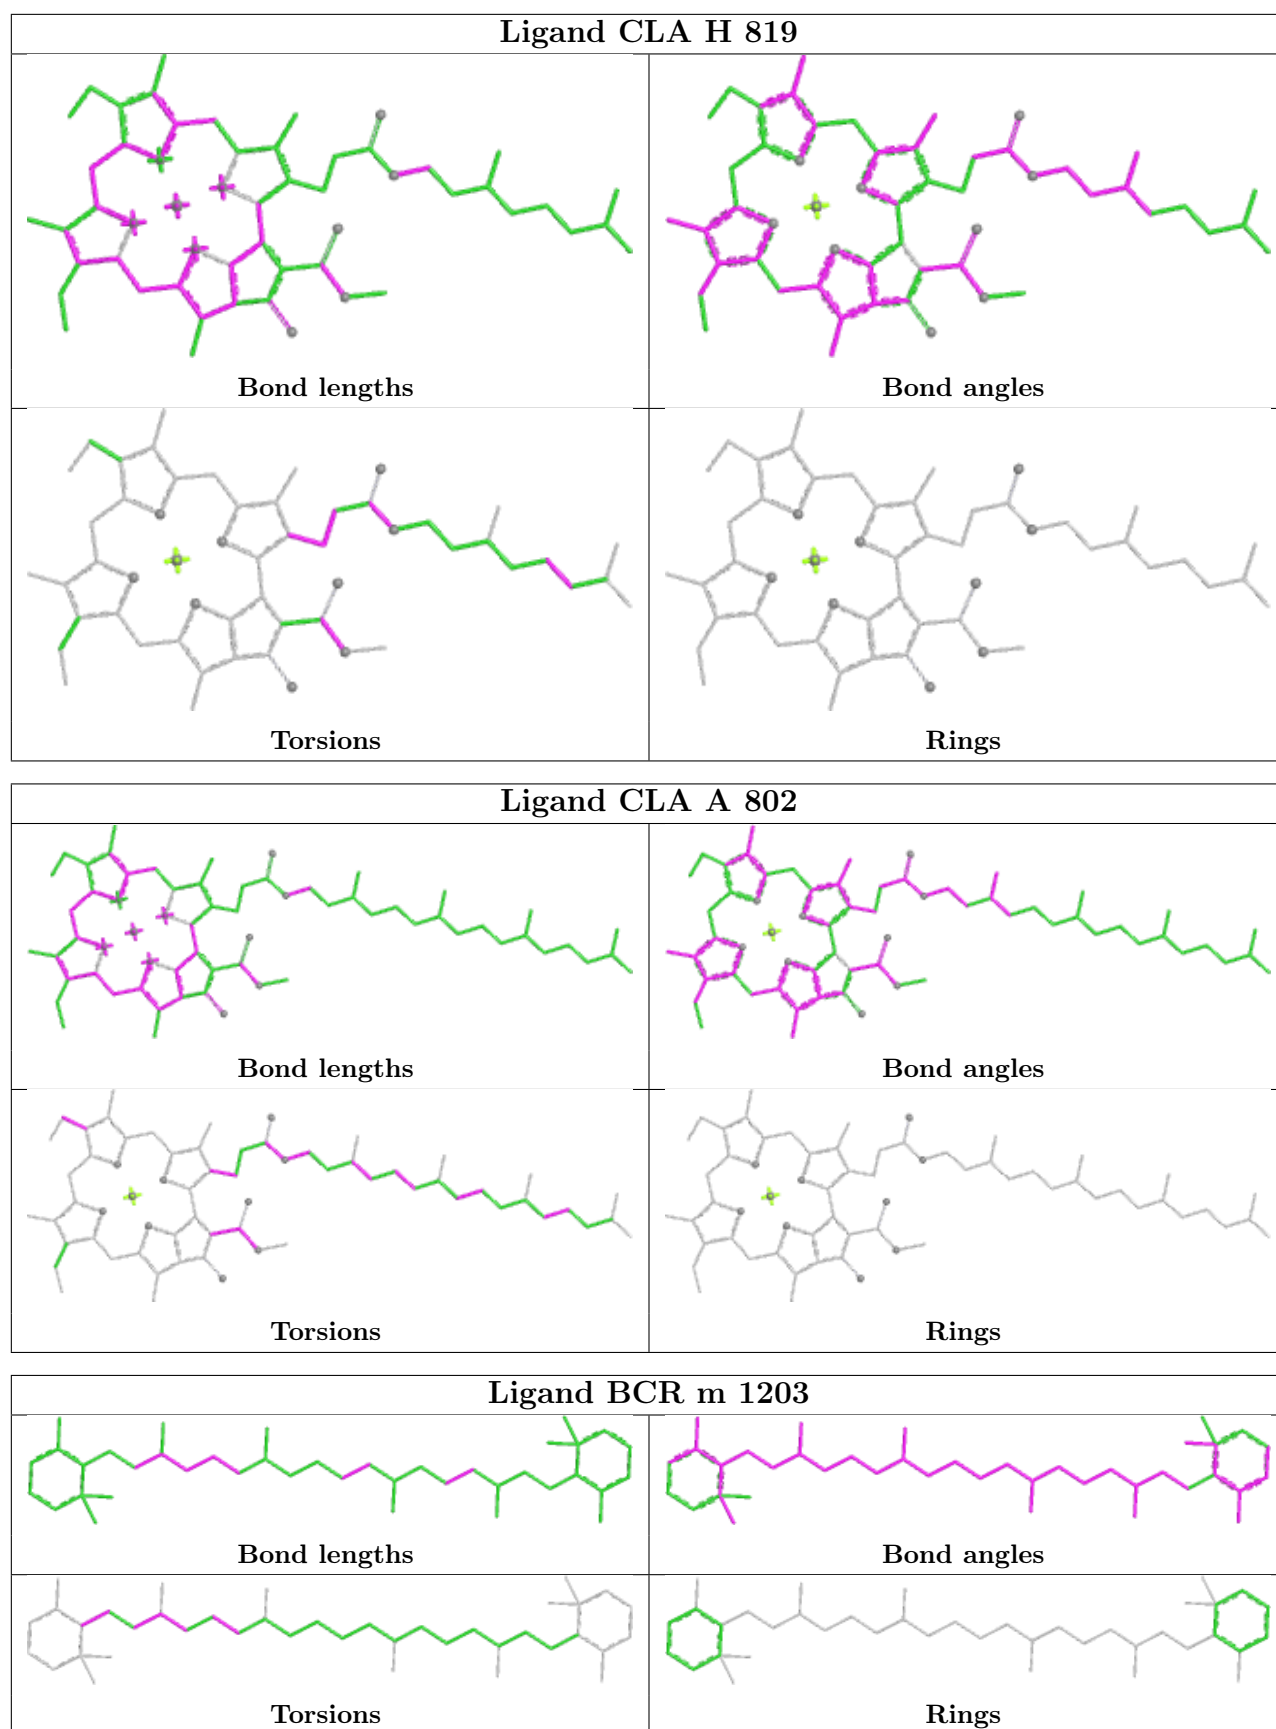 Ligand CLA H 819
Bond lengths
Bond angles
Torsions
Rings
Ligand CLA A 802
Bond lengths
Bond angles
Torsions
Rings
Ligand BCR m 1203
Bond lengths
Bond angles
Torsions
Rings